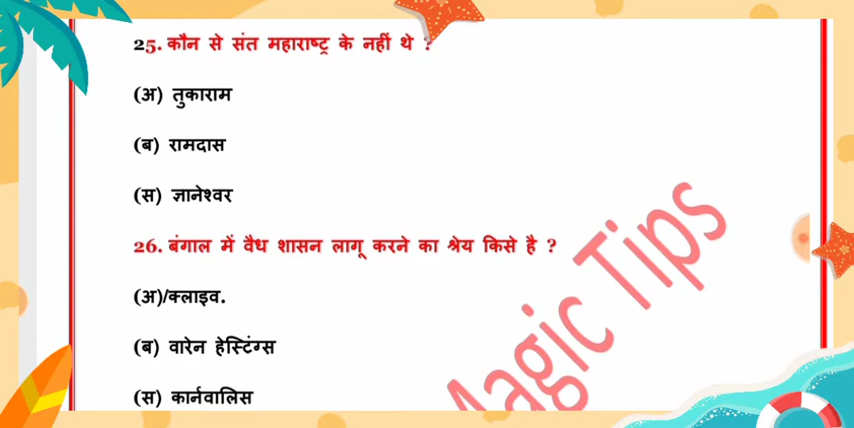 25. कौन से संत महाराष्ट्र के नहीं थे ?
(अ) तुकाराम
(ब) रामदास
(स) ज्ञानेश्वर
26. बंगाल में वैध शासन लागू करने का श्रेय किसे है ?
(अ)/क्लाइव.
(ब) वारेन हेस्टिंग्स
(स) कार्नवालिस
Magic Tips